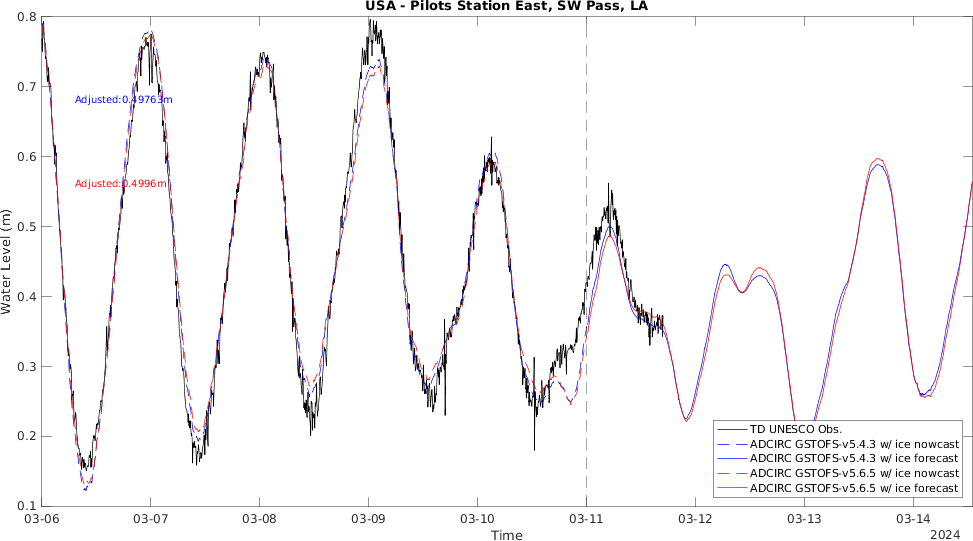 USA - Pilots Station East, SW Pass, LA
0.8
0.7
0.6
0.5
0.4
0.3
0.2
0.1
Water Level (m)
Adjusted:0.49763m
Adjusted:0.4996m
TD UNESCO Obs.
ADCIRC GSTOFS-v5.4.3 w/ ice nowcast
ADCIRC GSTOFS-v5.4.3 w/ ice forecast
ADCIRC GSTOFS-v5.6.5 w/ ice nowcast
ADCIRC GSTOFS-v5.6.5 w/ ice forecast
03-06 03-07 03-08 03-09 03-10 03-11 03-12 03-13 03-14
Time
2024